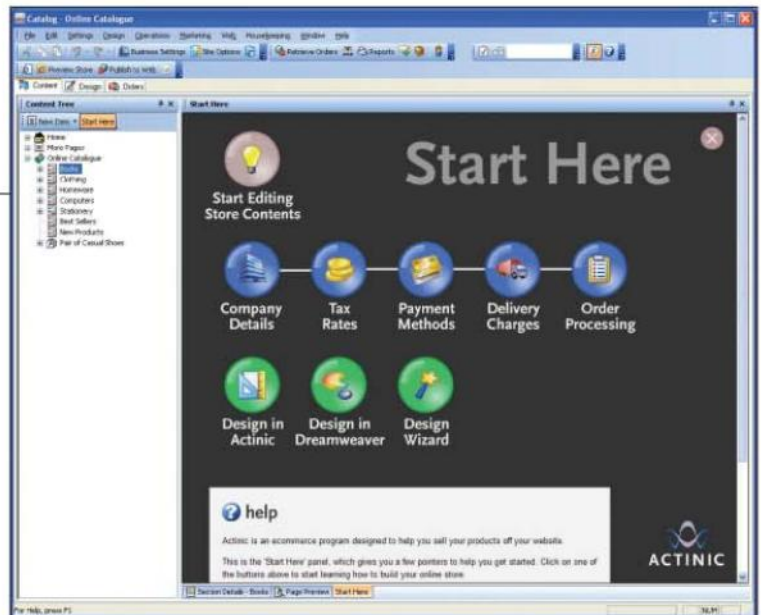 Catalog - Online Catalogue
File Edit Settings Design Operations Marketing Web Housekeeping Window Help
Business Settings Site Options Retrieve Orders Reports
Preview Store Publish to Web
Content Design Orders
Content Tree
New Item Start Here
Home
More Pages
Online Catalogue
Books
Clothing
Homeware
Computers
Stationery
Best Sellers
New Products
Pair of Casual Shoes
Start Here
Start Here
Start Editing
Store Contents
Company
Details
Tax
Rates
Payment
Methods
Delivery
Charges
Order
Processing
Design in
Actinic
Design in
Dreamweaver
Design
Wizard
help
Actinic is an ecommerce program designed to help you sell your products off your website.
This is the 'Start Here' panel, which gives you a few pointers to help you get started. Click on one of
the buttons above to start learning how to build your online store.
ACTINIC
Section Details - Books Page Preview Start Here
For Help, press F1
NUM